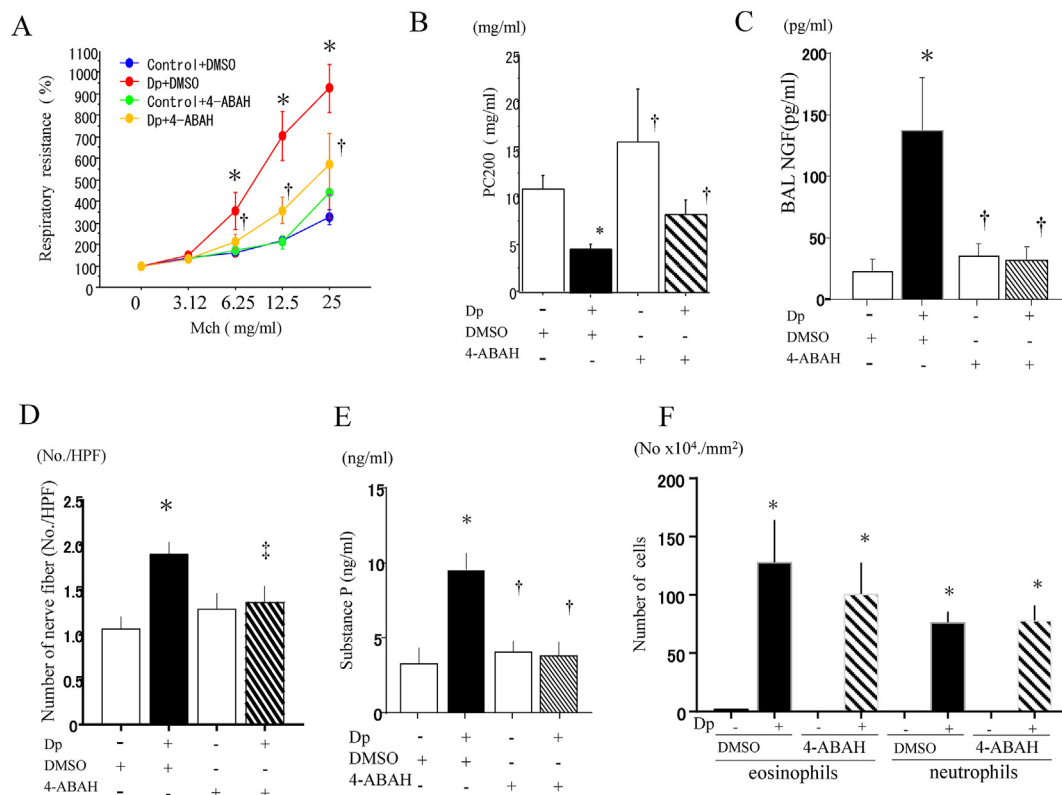 A
Respiratory resistance ( %)
1100
1000
900
800
700
600
500
400
300
200
100
0
Control+DMSO
Dp+DMSO
Control+4-ABAH
Dp+4-ABAH
* * *
† † †
0 3.12 6.25 12.5 25
Mch ( mg/ml)
B
(mg/ml)
PC200 ( mg/ml)
25
20
15
10
5
0
* † †
Dp - + - +
DMSO + + - -
4-ABAH - - + +
C
(pg/ml)
BAL NGF(pg/ml)
200
150
100
50
0
* † †
Dp - + - +
DMSO + + - -
4-ABAH - - + +
D
(No./HPF)
Number of nerve fiber (No./HPF)
2.5
2.0
1.5
1.0
0.5
0
* ‡
Dp - + - +
DMSO + + - -
4-ABAH - - + +
E
(ng/ml)
Substance P (ng/ml)
15
10
5
0
* † †
Dp - + - +
DMSO + + - -
4-ABAH - - + +
F
(No x10⁴./mm²)
Number of cells
200
150
100
50
0
* * * *
Dp - + - + - + - +
DMSO 4-ABAH DMSO 4-ABAH
eosinophils neutrophils